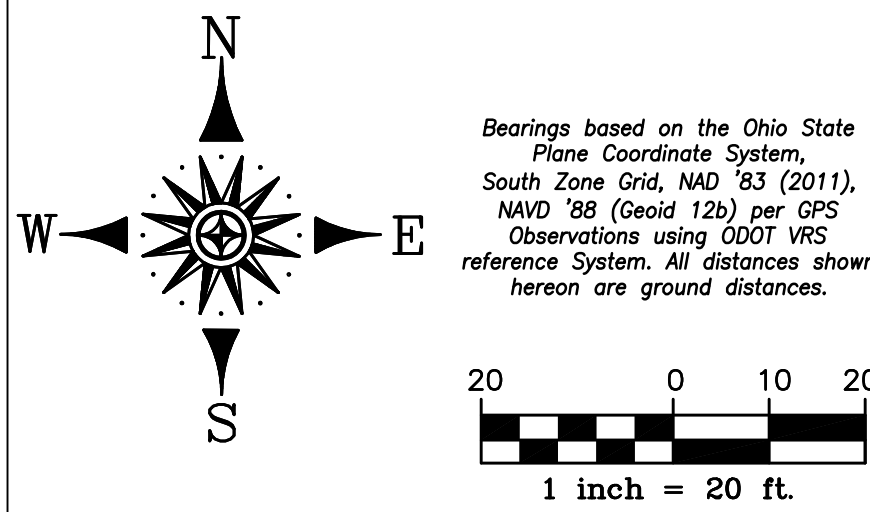 N
W
E
S
Bearings based on the Ohio State
Plane Coordinate System,
South Zone Grid, NAD '83 (2011),
NAVD '88 (Geoid 12b) per GPS
Observations using ODOT VRS
reference System. All distances shown
hereon are ground distances.
20 0 10 20
1 inch = 20 ft.